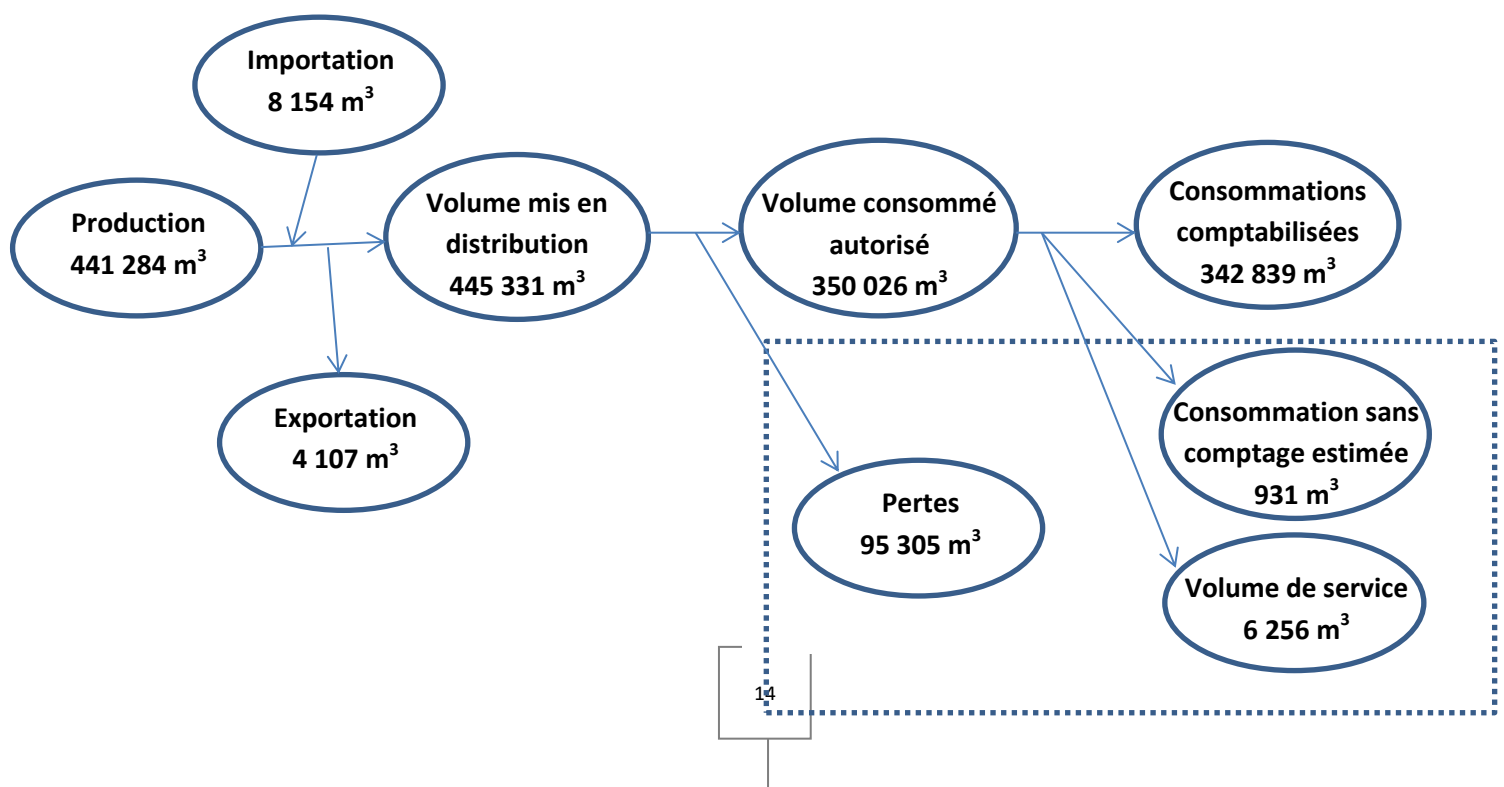 Importation
8 154 m³
Production
441 284 m³
Volume mis en
distribution
445 331 m³
Volume consommé
autorisé
350 026 m³
Consommations
comptabilisées
342 839 m³
Exportation
4 107 m³
Pertes
95 305 m³
Consommation sans
comptage estimée
931 m³
Volume de service
6 256 m³
14